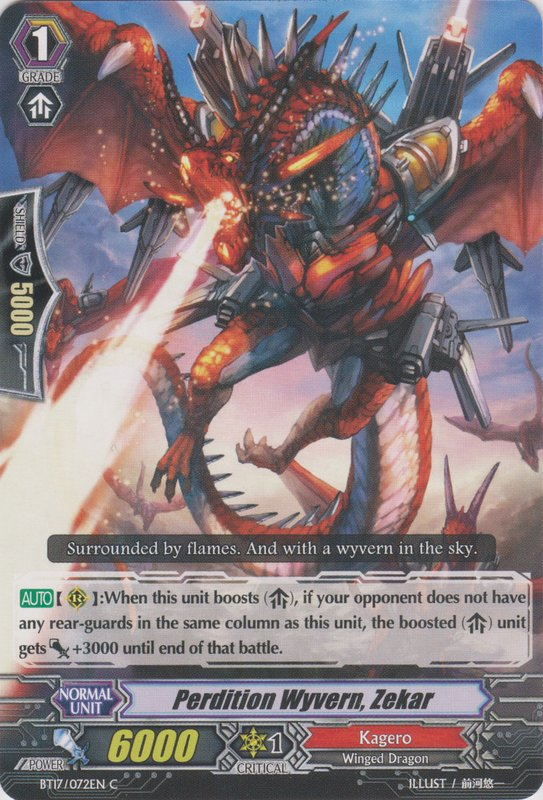 1
GRADE
SHIELD
5000
Surrounded by flames. And with a wyvern in the sky.
AUTO【 】:When this unit boosts ( ), if your opponent does not have
any rear-guards in the same column as this unit, the boosted ( ) unit
gets +3000 until end of that battle.
NORMAL
UNIT
Perdition Wyvern, Zekar
POWER
6000
1
CRITICAL
Kagero
Winged Dragon
BT17/072EN C
ILLUST / 前河悠